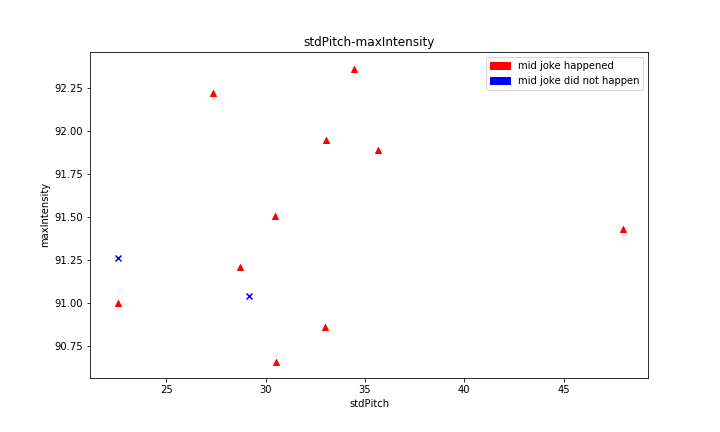 stdPitch-maxIntensity
mid joke happened
mid joke did not happen
92.25
92.00
91.75
91.50
91.25
91.00
90.75
maxIntensity
25 30 35 40 45
stdPitch